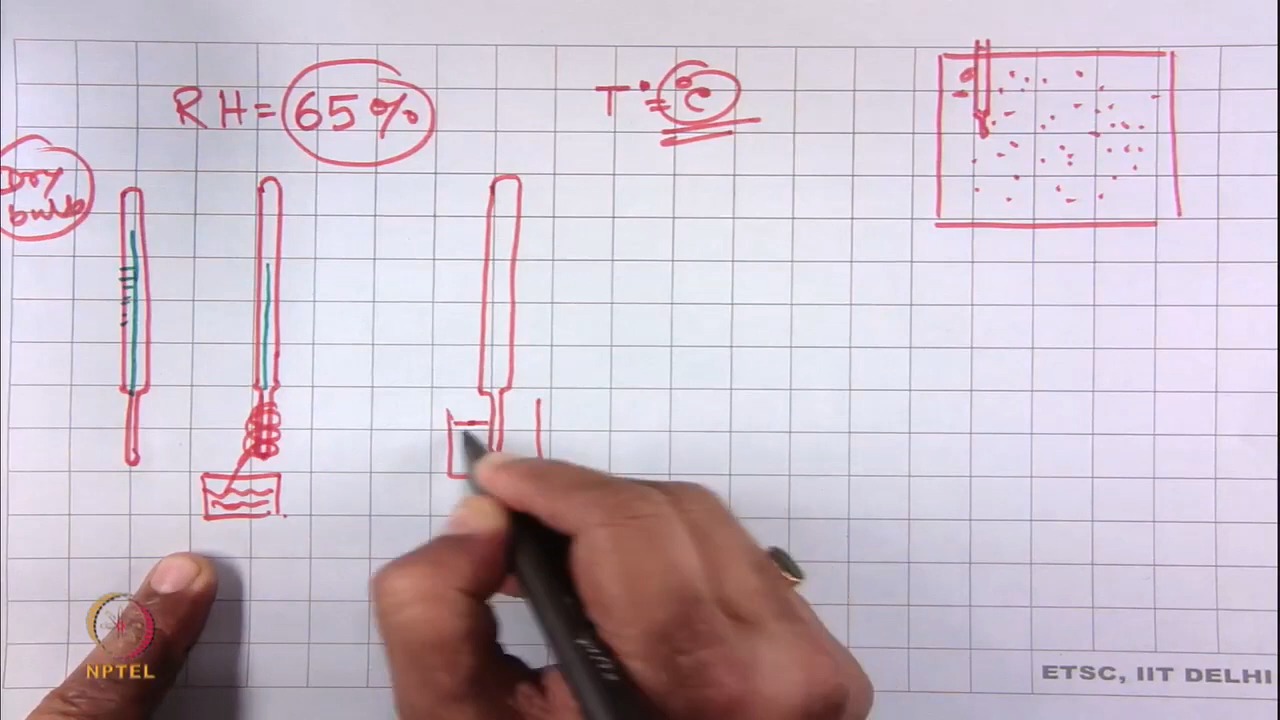 RH = 65%
T° = °C
Dry
bulb
NPTEL
ETSC, IIT DELHI